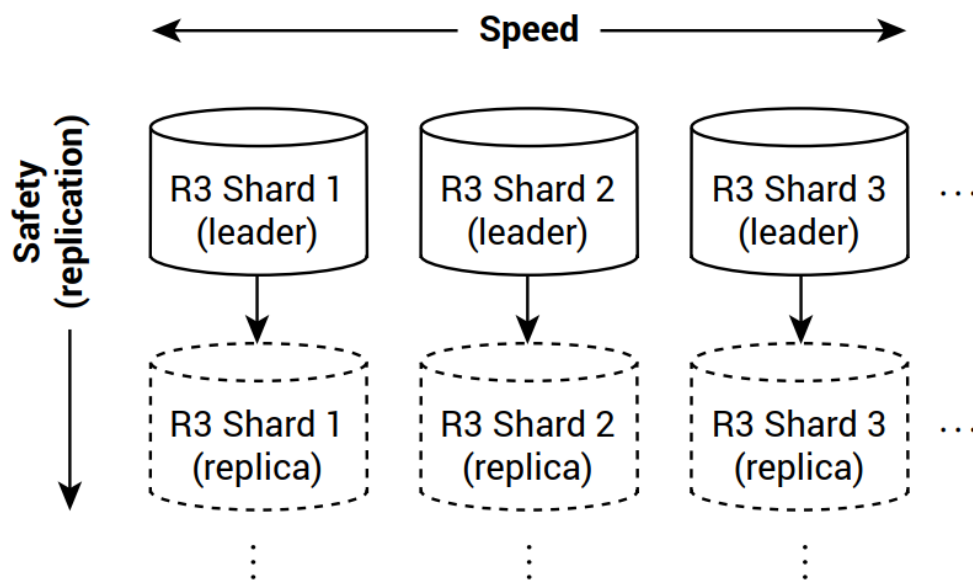 Speed
Safety
(replication)
R3 Shard 1
(leader)
R3 Shard 2
(leader)
R3 Shard 3
(leader)
...
R3 Shard 1
(replica)
R3 Shard 2
(replica)
R3 Shard 3
(replica)
...
⋮
⋮
⋮